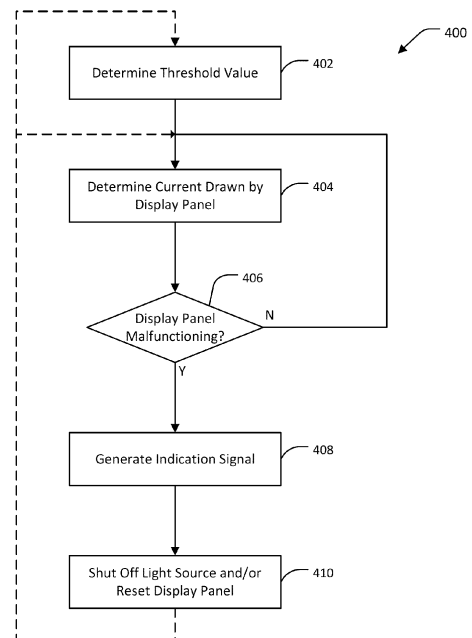 400
Determine Threshold Value
402
Determine Current Drawn by
Display Panel
404
406
Display Panel
Malfunctioning?
N
Y
Generate Indication Signal
408
Shut Off Light Source and/or
Reset Display Panel
410